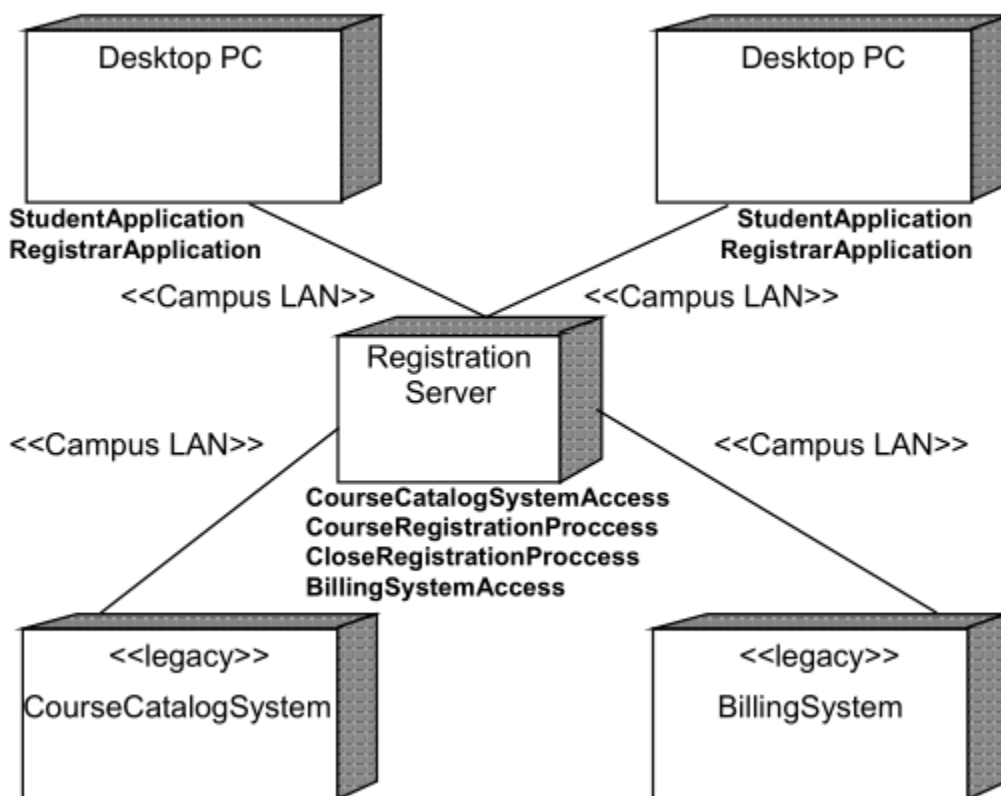 Desktop PC
Desktop PC
StudentApplication
RegistrarApplication
StudentApplication
RegistrarApplication
<<Campus LAN>>
<<Campus LAN>>
Registration
Server
<<Campus LAN>>
<<Campus LAN>>
CourseCatalogSystemAccess
CourseRegistrationProccess
CloseRegistrationProccess
BillingSystemAccess
<<legacy>>
CourseCatalogSystem
<<legacy>>
BillingSystem